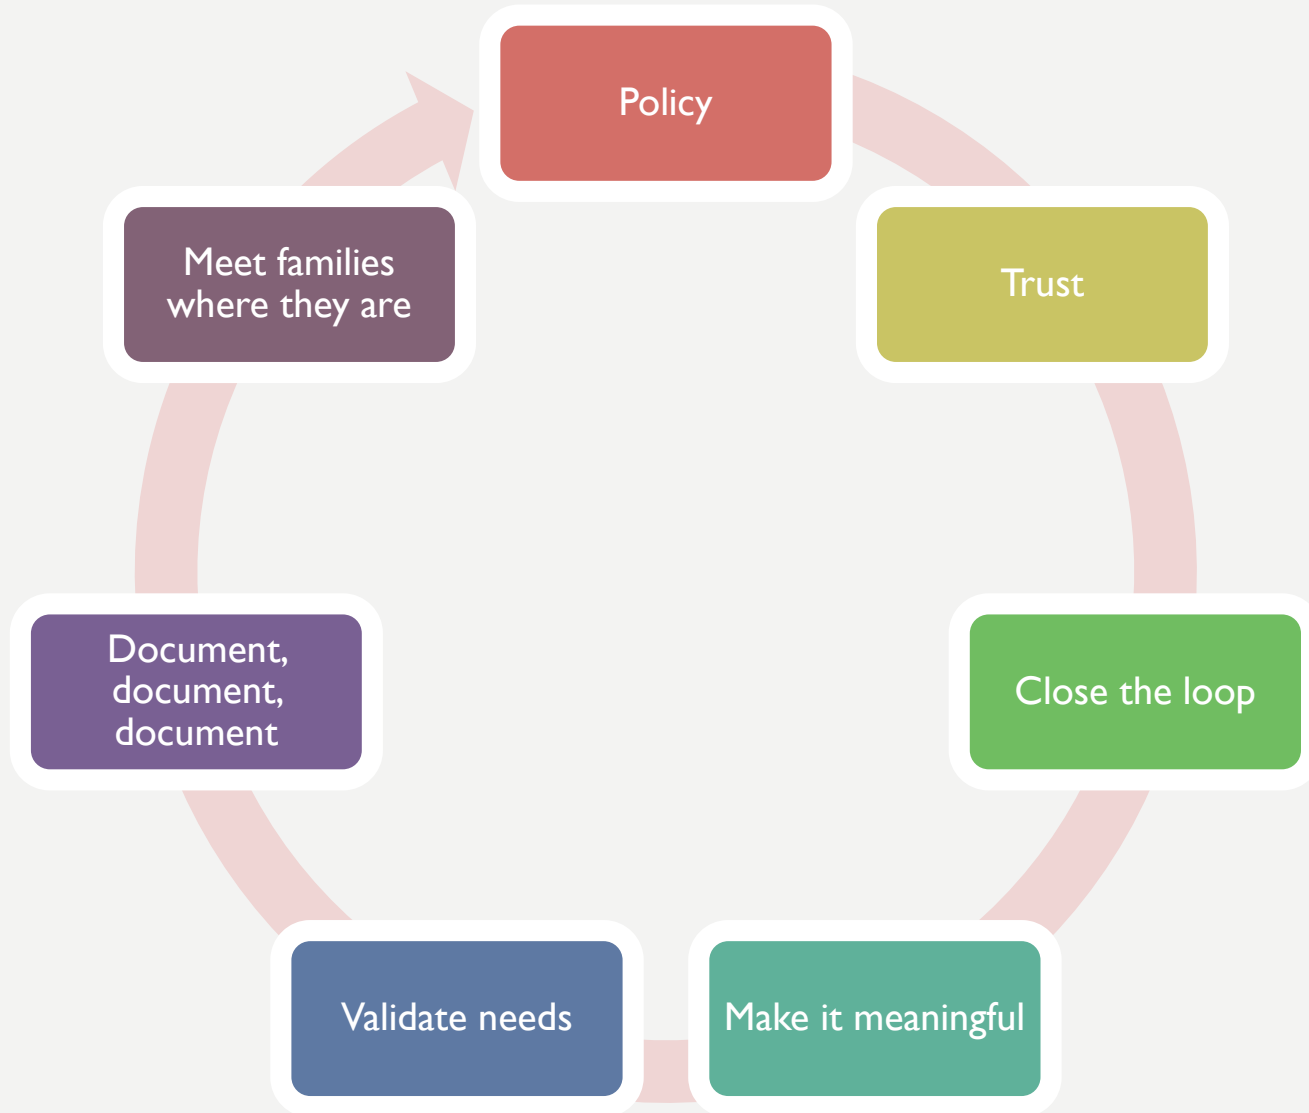 Policy
Trust
Close the loop
Make it meaningful
Validate needs
Document,
document,
document
Meet families
where they are